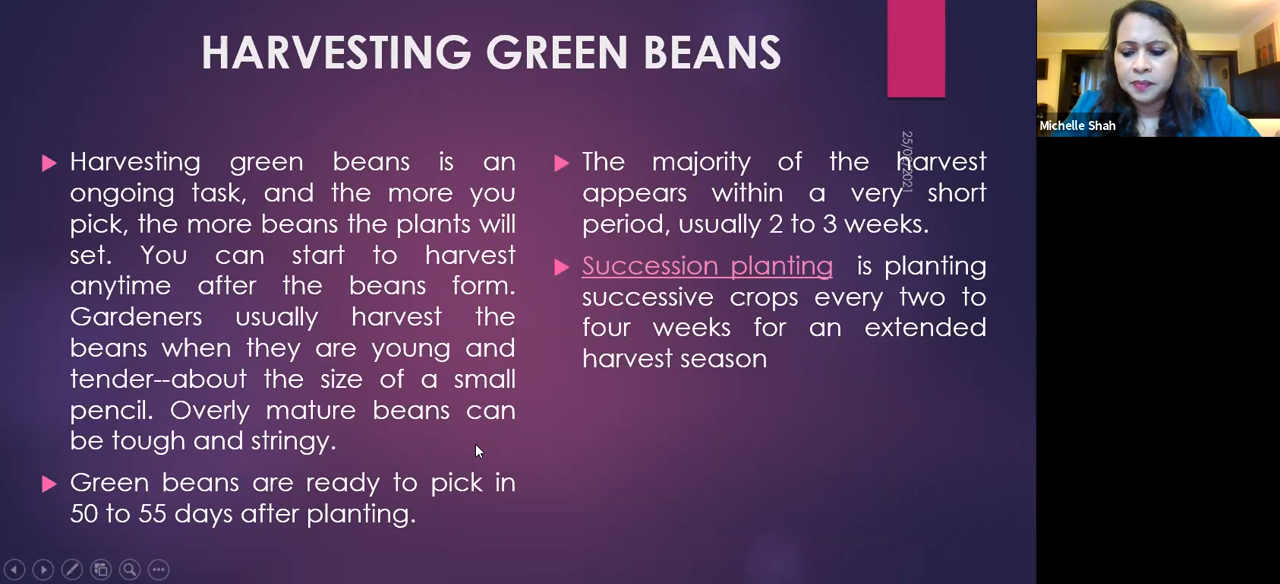 HARVESTING GREEN BEANS
Harvesting green beans is an
ongoing task, and the more you
pick, the more beans the plants will
set. You can start to harvest
anytime after the beans form.
Gardeners usually harvest the
beans when they are young and
tender--about the size of a small
pencil. Overly mature beans can
be tough and stringy.
Green beans are ready to pick in
50 to 55 days after planting.
The majority of the harvest
appears within a very short
period, usually 2 to 3 weeks.
Succession planting is planting
successive crops every two to
four weeks for an extended
harvest season
Michelle Shah